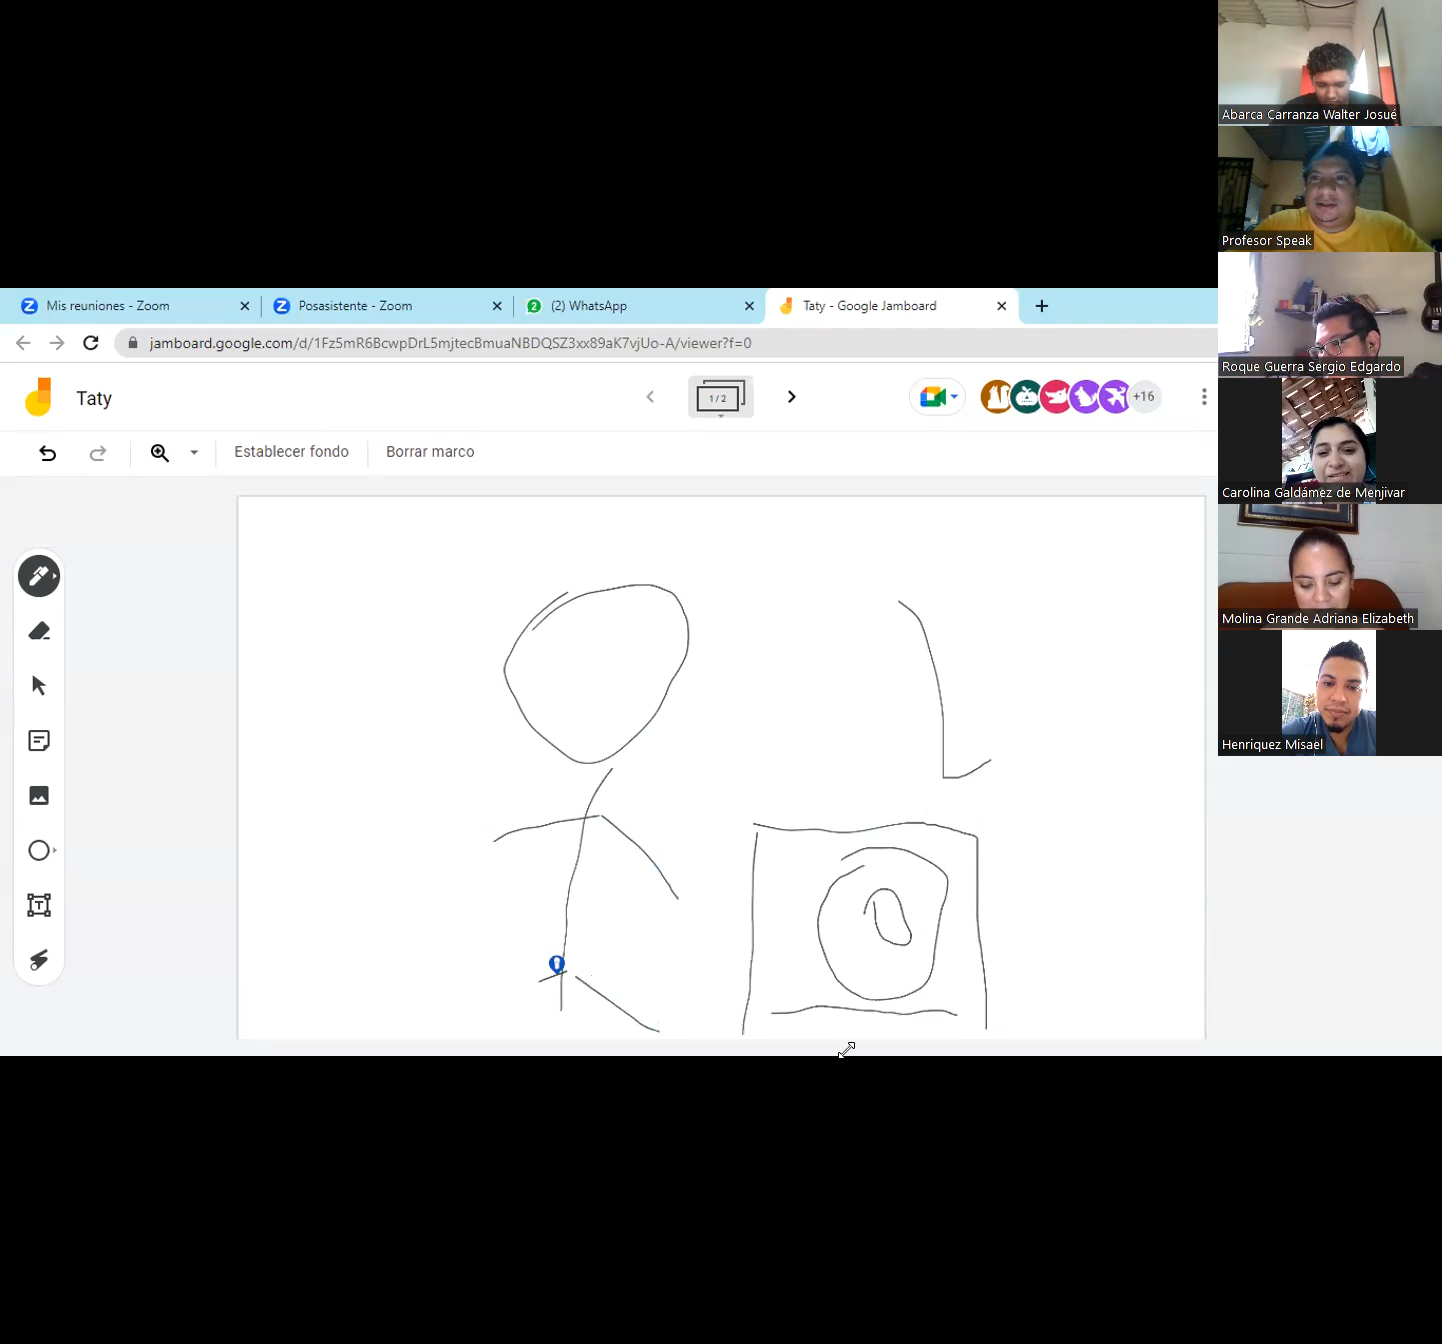 Abarca Carranza Walter Josué
Profesor Speak
Roque Guerra Sergio Edgardo
Carolina Galdámez de Menjivar
Molina Grande Adriana Elizabeth
Henriquez Misael
Mis reuniones - Zoom
Posasistente - Zoom
2 (2) WhatsApp
Taty - Google Jamboard
jamboard.google.com/d/1Fz5mR6BcwpDrL5mjtecBmuaNBDQSZ3xx89aK7vjUo-A/viewer?f=0
Taty
1 / 2
+16
Establecer fondo
Borrar marco